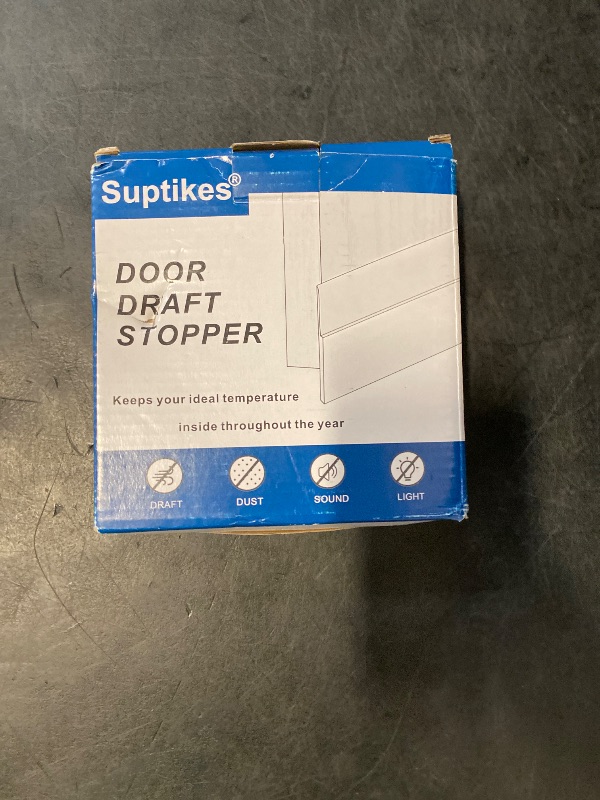 Suptikes®
DOOR
DRAFT
STOPPER
Keeps your ideal temperature
inside throughout the year
DRAFT DUST SOUND LIGHT